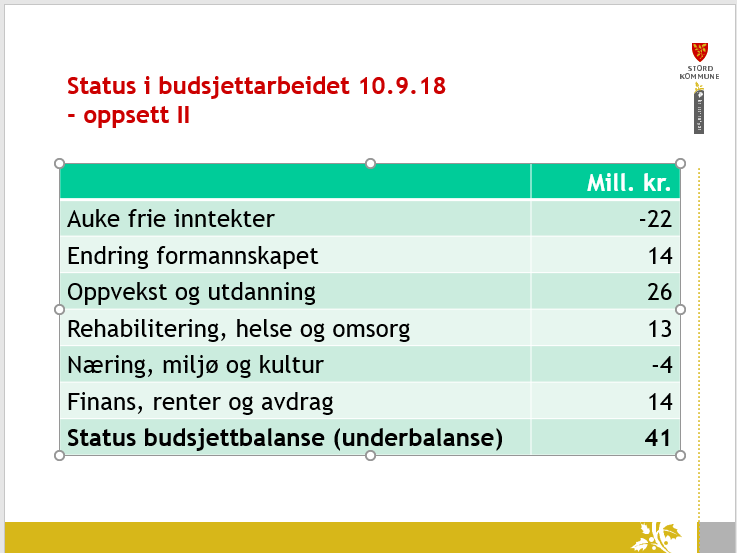 Status i budsjettarbeidet 10.9.18
- oppsett II
STORD
KOMMUNE
Mill. kr.
Auke frie inntekter -22
Endring formannskapet 14
Oppvekst og utdanning 26
Rehabilitering, helse og omsorg 13
Næring, miljø og kultur -4
Finans, renter og avdrag 14
Status budsjettbalanse (underbalanse) 41